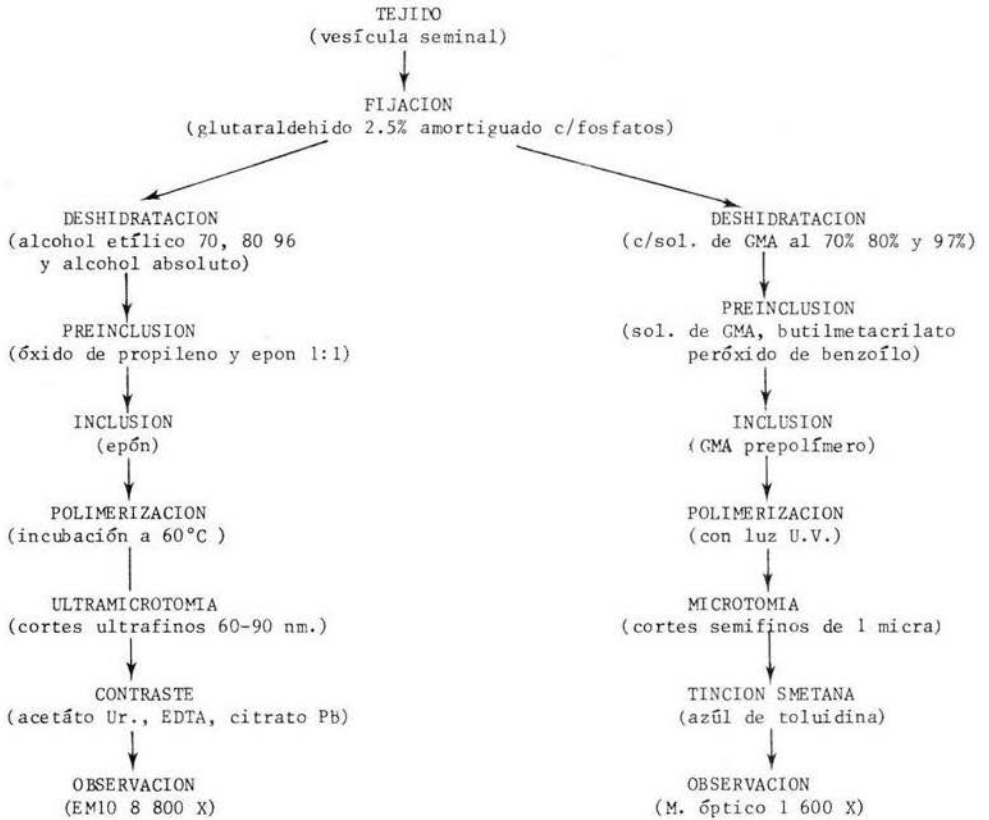 TEJIDO
(vesícula seminal)
FIJACION
(glutaraldehido 2.5% amortiguado c/fosfatos)
DESHIDRATACION
(alcohol etílico 70, 80 96
y alcohol absoluto)
PREINCLUSION
(óxido de propileno y epon 1:1)
INCLUSION
(epón)
POLIMERIZACION
(incubación a 60°C )
ULTRAMICROTOMIA
(cortes ultrafinos 60-90 nm.)
CONTRASTE
(acetáto Ur., EDTA, citrato Pb)
OBSERVACION
(EM10 8 800 X)
DESHIDRATACION
(c/sol. de GMA al 70% 80% y 97%)
PREINCLUSION
(sol. de GMA, butilmetacrilato
peróxido de benzoílo)
INCLUSION
(GMA prepolímero)
POLIMERIZACION
(con luz U.V.)
MICROTOMIA
(cortes semifinos de 1 micra)
TINCION SMETANA
(azúl de toluidina)
OBSERVACION
(M. óptico 1 600 X)